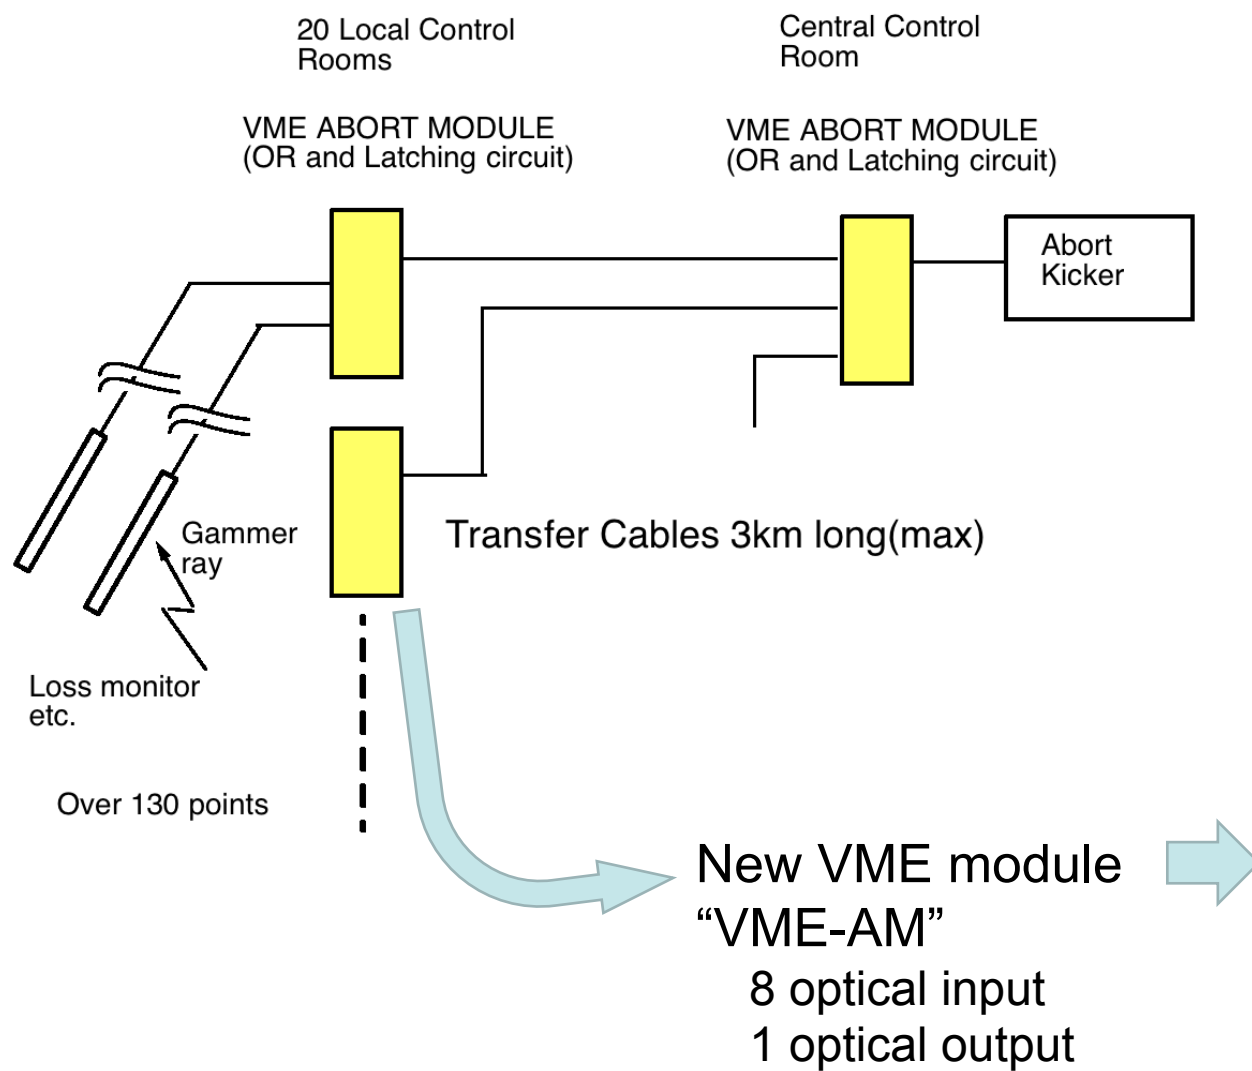 20 Local Control
Rooms
Central Control
Room
VME ABORT MODULE
(OR and Latching circuit)
VME ABORT MODULE
(OR and Latching circuit)
Abort
Kicker
Gammer
ray
Transfer Cables 3km long(max)
Loss monitor
etc.
Over 130 points
New VME module
“VME-AM”
8 optical input
1 optical output